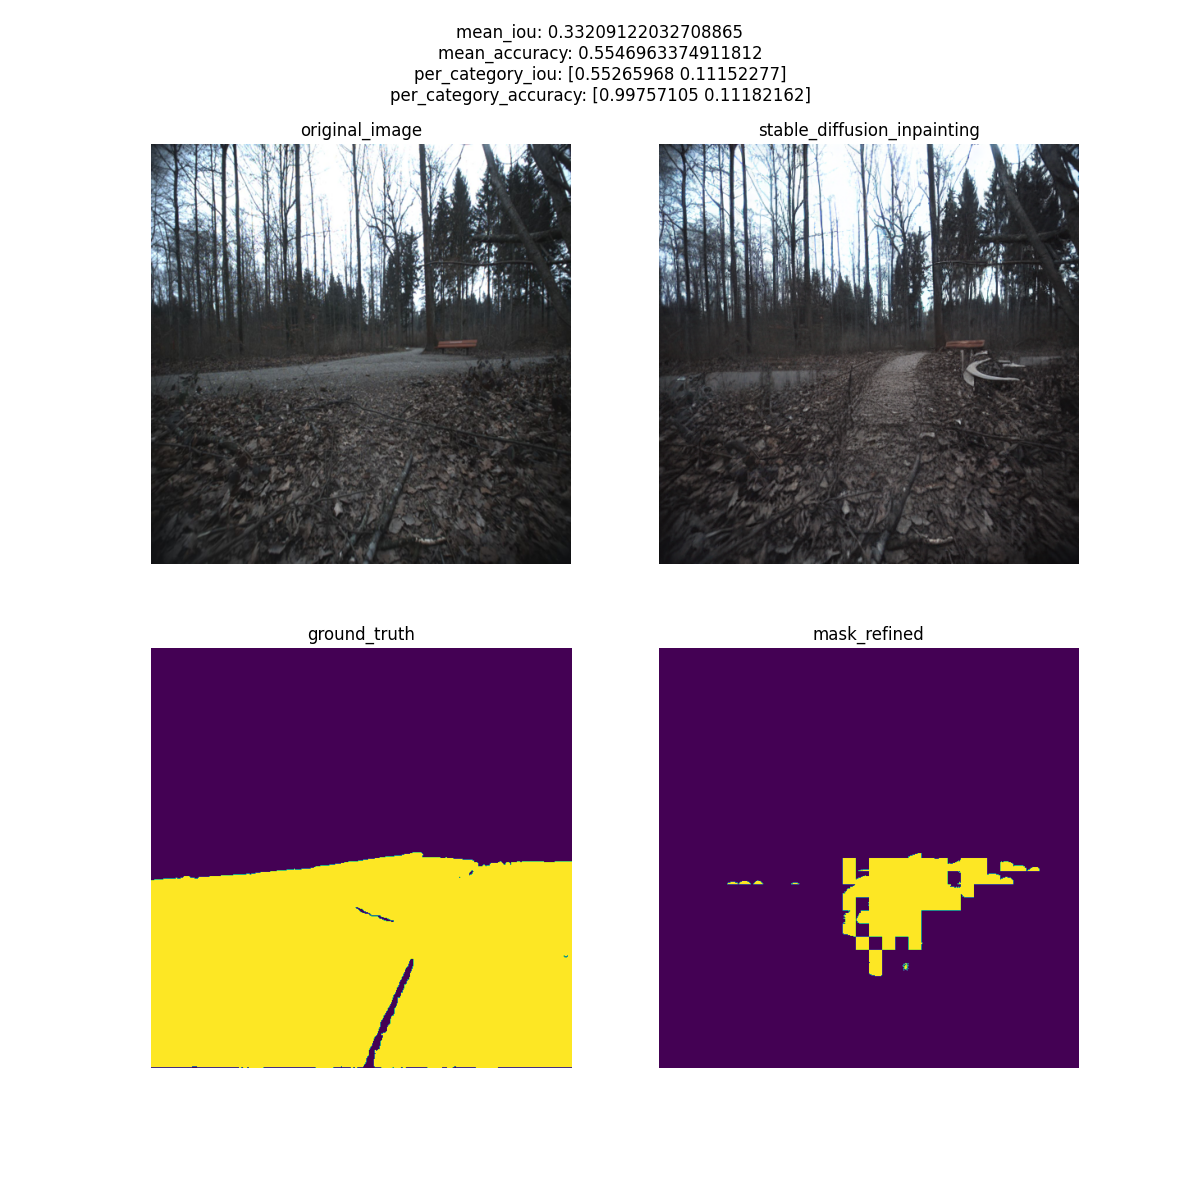 mean_iou: 0.33209122032708865
mean_accuracy: 0.5546963374911812
per_category_iou: [0.55265968 0.11152277]
per_category_accuracy: [0.99757105 0.11182162]
original_image
stable_diffusion_inpainting
ground_truth
mask_refined